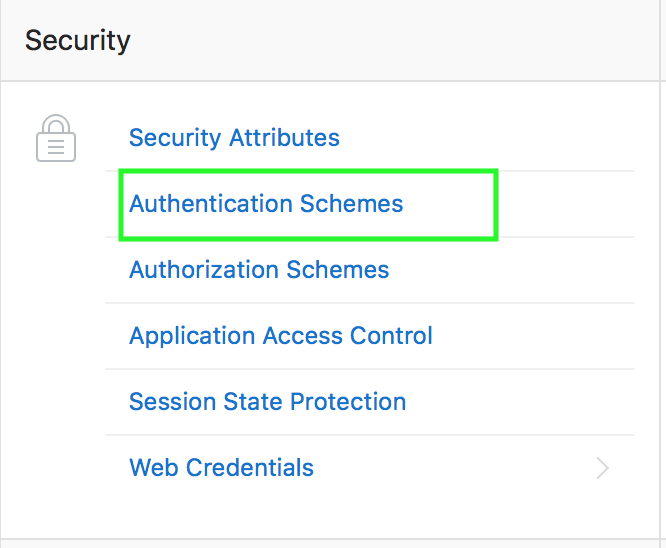 Security
Security Attributes
Authentication Schemes
Authorization Schemes
Application Access Control
Session State Protection
Web Credentials